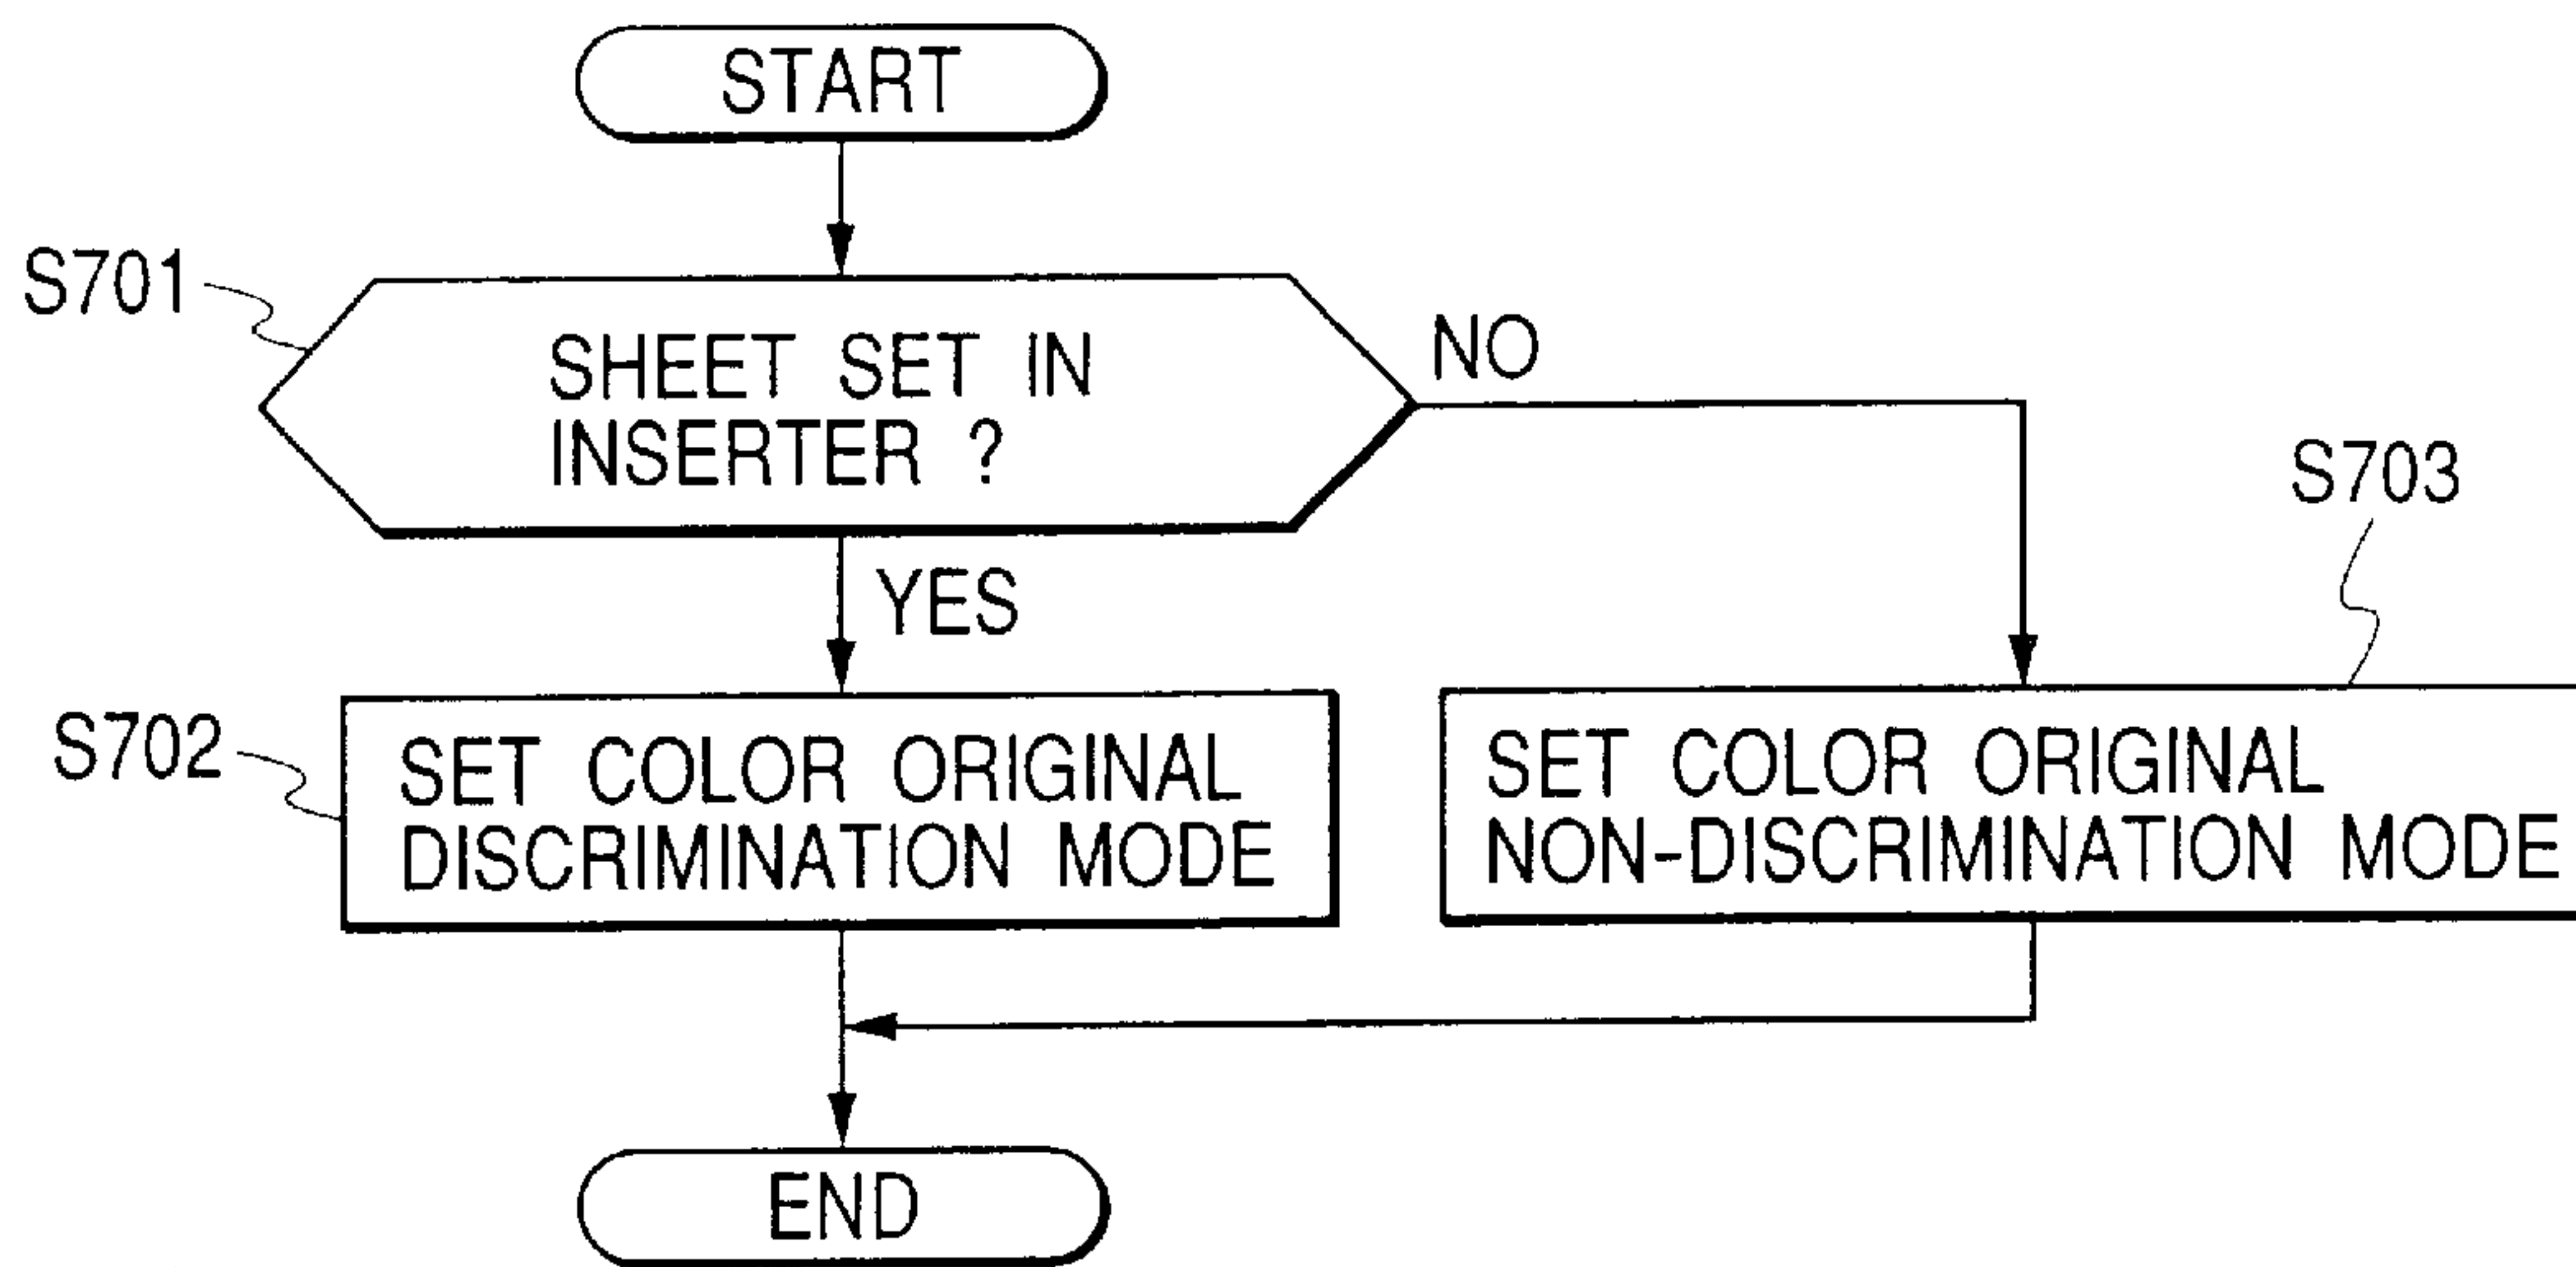 START
S701
SHEET SET IN
INSERTER ?
NO
YES
S703
S702
SET COLOR ORIGINAL
DISCRIMINATION MODE
SET COLOR ORIGINAL
NON-DISCRIMINATION MODE
END